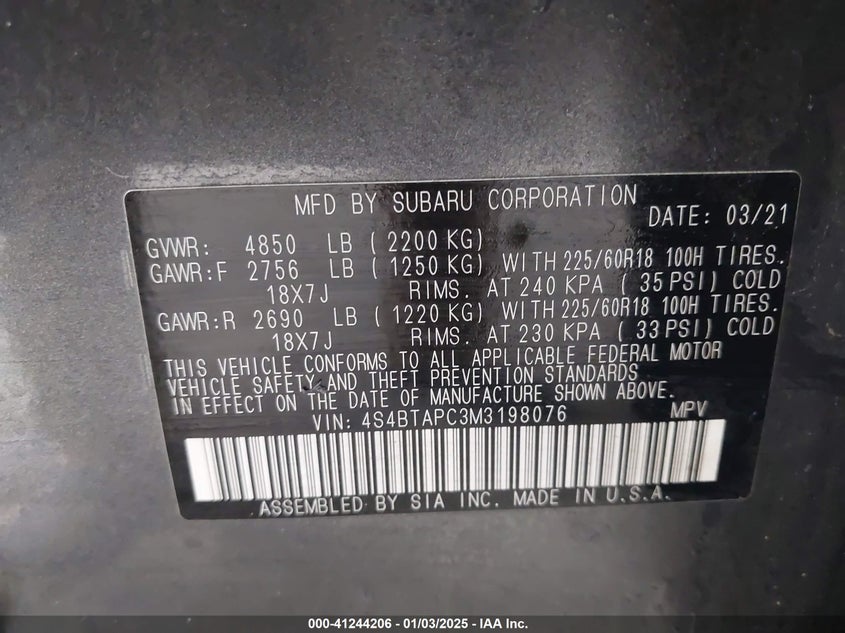 MFD BY SUBARU CORPORATION
DATE: 03/21
GVWR: 4850 LB ( 2200 KG)
GAWR:F 2756 LB ( 1250 KG) WITH 225/60R18 100H TIRES.
18X7J RIMS. AT 240 KPA ( 35 PSI) COLD
GAWR:R 2690 LB ( 1220 KG) WITH 225/60R18 100H TIRES.
18X7J RIMS. AT 230 KPA ( 33 PSI) COLD
THIS VEHICLE CONFORMS TO ALL APPLICABLE FEDERAL MOTOR
VEHICLE SAFETY AND THEFT PREVENTION STANDARDS
IN EFFECT ON THE DATE OF MANUFACTURE SHOWN ABOVE.
VIN: 4S4BTAPC3M3198076 MPV
ASSEMBLED BY SIA INC. MADE IN U.S.A.
000-41244206 - 01/03/2025 - IAA Inc.